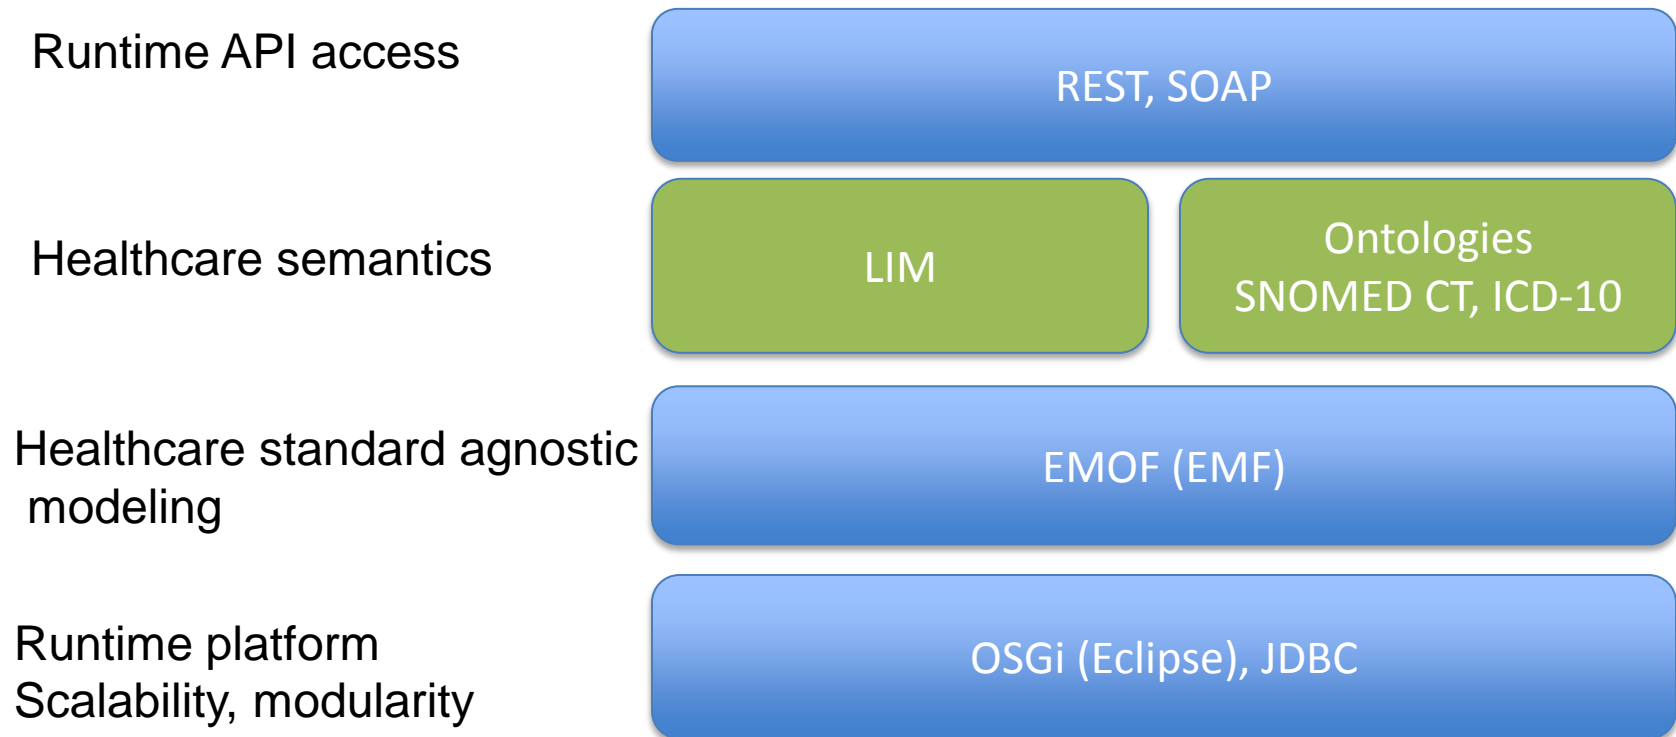 Runtime API access
REST, SOAP
Healthcare semantics
LIM
Ontologies
SNOMED CT, ICD-10
Healthcare standard agnostic
modeling
EMOF (EMF)
Runtime platform
Scalability, modularity
OSGi (Eclipse), JDBC